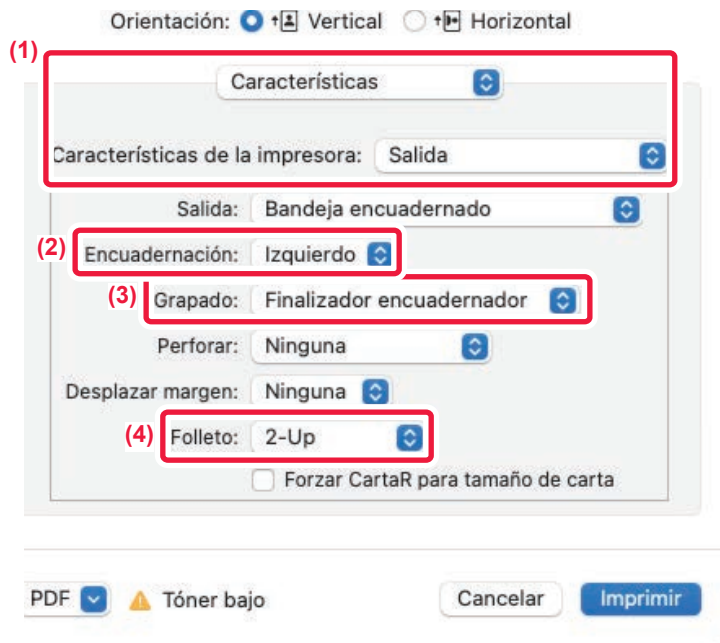 Orientación: Vertical Horizontal
(1)
Características
Características de la impresora: Salida
Salida: Bandeja encuadernado
(2) Encuadernación: Izquierdo
(3) Grapado: Finalizador encuadernador
Perforar: Ninguna
Desplazar margen: Ninguna
(4) Folleto: 2-Up
Forzar CartaR para tamaño de carta
PDF Tóner bajo Cancelar Imprimir